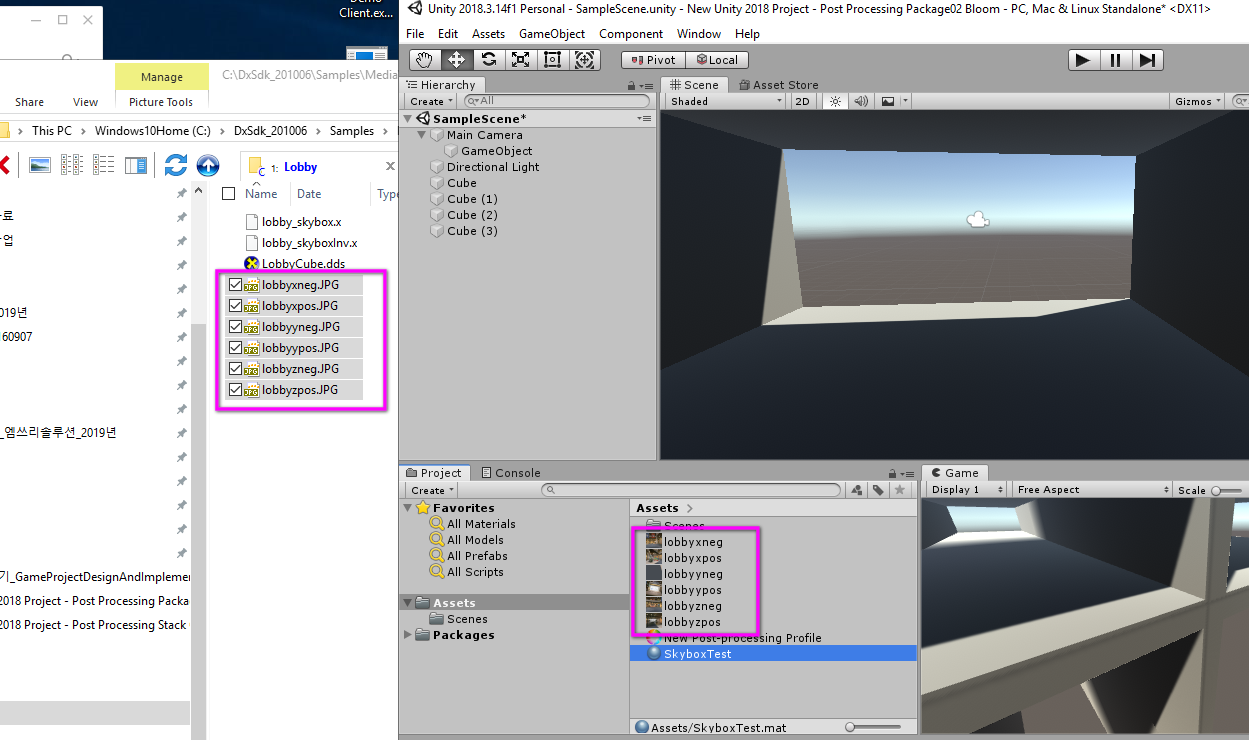 Demo
Client.ex...
Manage
C:\DxSdk_201006\Samples\Media
Share
View
Picture Tools
This PC > Windows10Home (C:) > DxSdk_201006 > Samples >
1: Lobby
Name
Date
Type
lobby_skybox.x
lobby_skyboxInv.x
LobbyCube.dds
lobbyxneg.JPG
lobbyxpos.JPG
lobbyyneg.JPG
lobbyypos.JPG
lobbyzneg.JPG
lobbyzpos.JPG
료
업
019년
60907
_엠쓰리솔루션_2019년
기_GameProjectDesignAndImplemen
2018 Project - Post Processing Packa
2018 Project - Post Processing Stack
Unity 2018.3.14f1 Personal - SampleScene.unity - New Unity 2018 Project - Post Processing Package02 Bloom - PC, Mac & Linux Standalone* <DX11>
File Edit Assets GameObject Component Window Help
Pivot
Local
Hierarchy
Create
All
SampleScene*
Main Camera
GameObject
Directional Light
Cube
Cube (1)
Cube (2)
Cube (3)
Scene
Asset Store
Shaded
2D
Gizmos
Project
Console
Create
Favorites
All Materials
All Models
All Prefabs
All Scripts
Assets
Scenes
Packages
Assets >
Scenes
lobbyxneg
lobbyxpos
lobbyyneg
lobbyypos
lobbyzneg
lobbyzpos
New Post-processing Profile
SkyboxTest
Assets/SkyboxTest.mat
Game
Display 1
Free Aspect
Scale